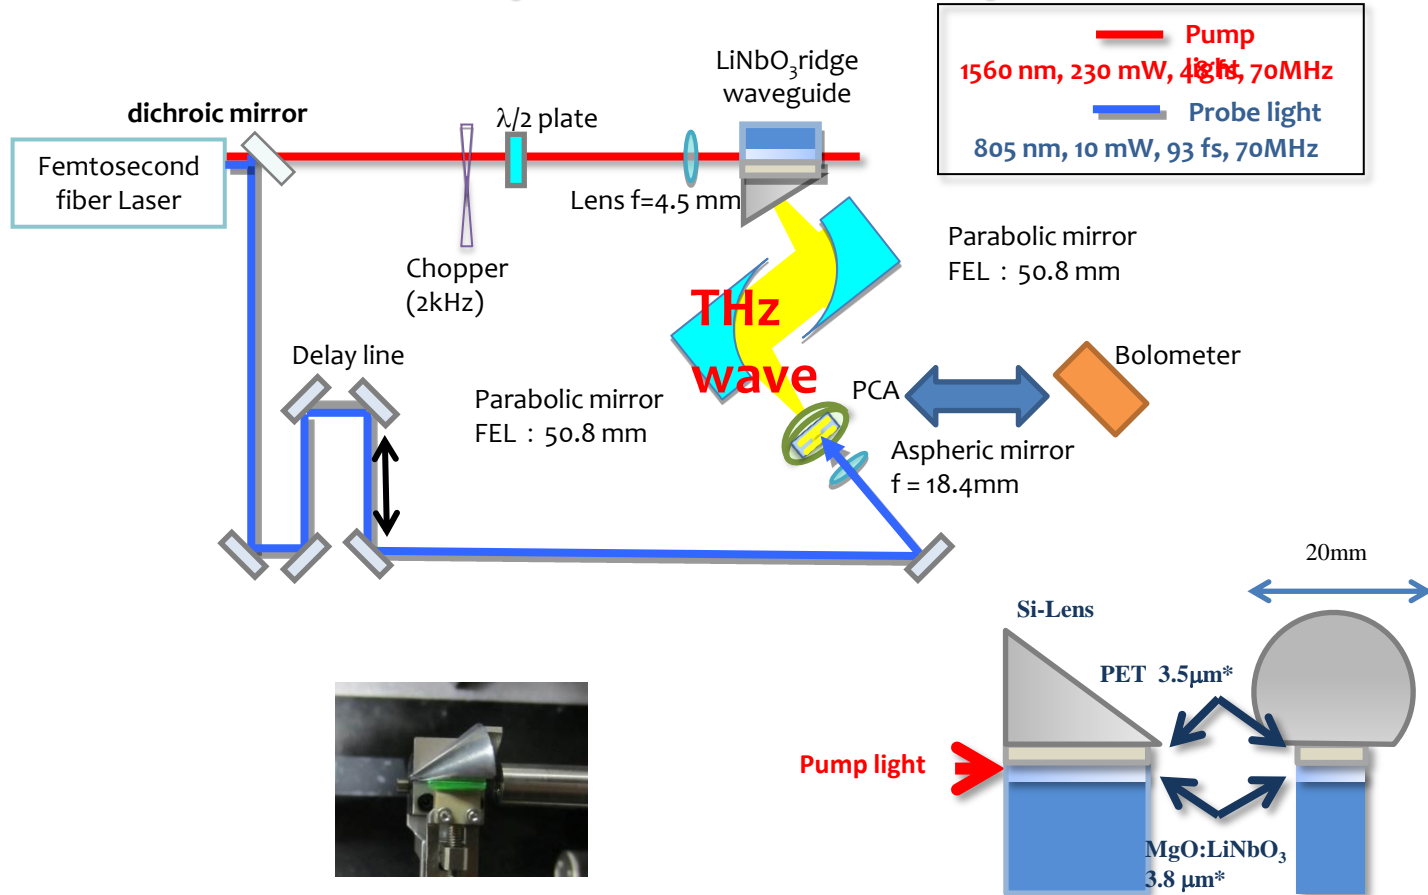 Pump
light
1560 nm, 230 mW, 48 fs, 70MHz
Probe light
805 nm, 10 mW, 93 fs, 70MHz
LiNbO₃ridge
waveguide
dichroic mirror
λ/2 plate
Femtosecond
fiber Laser
Lens f=4.5 mm
Chopper
(2kHz)
Parabolic mirror
FEL : 50.8 mm
THz
wave
Delay line
Bolometer
PCA
Parabolic mirror
FEL : 50.8 mm
Aspheric mirror
f = 18.4mm
20mm
Si-Lens
PET 3.5μm*
Pump light
MgO:LiNbO₃
3.8 μm*